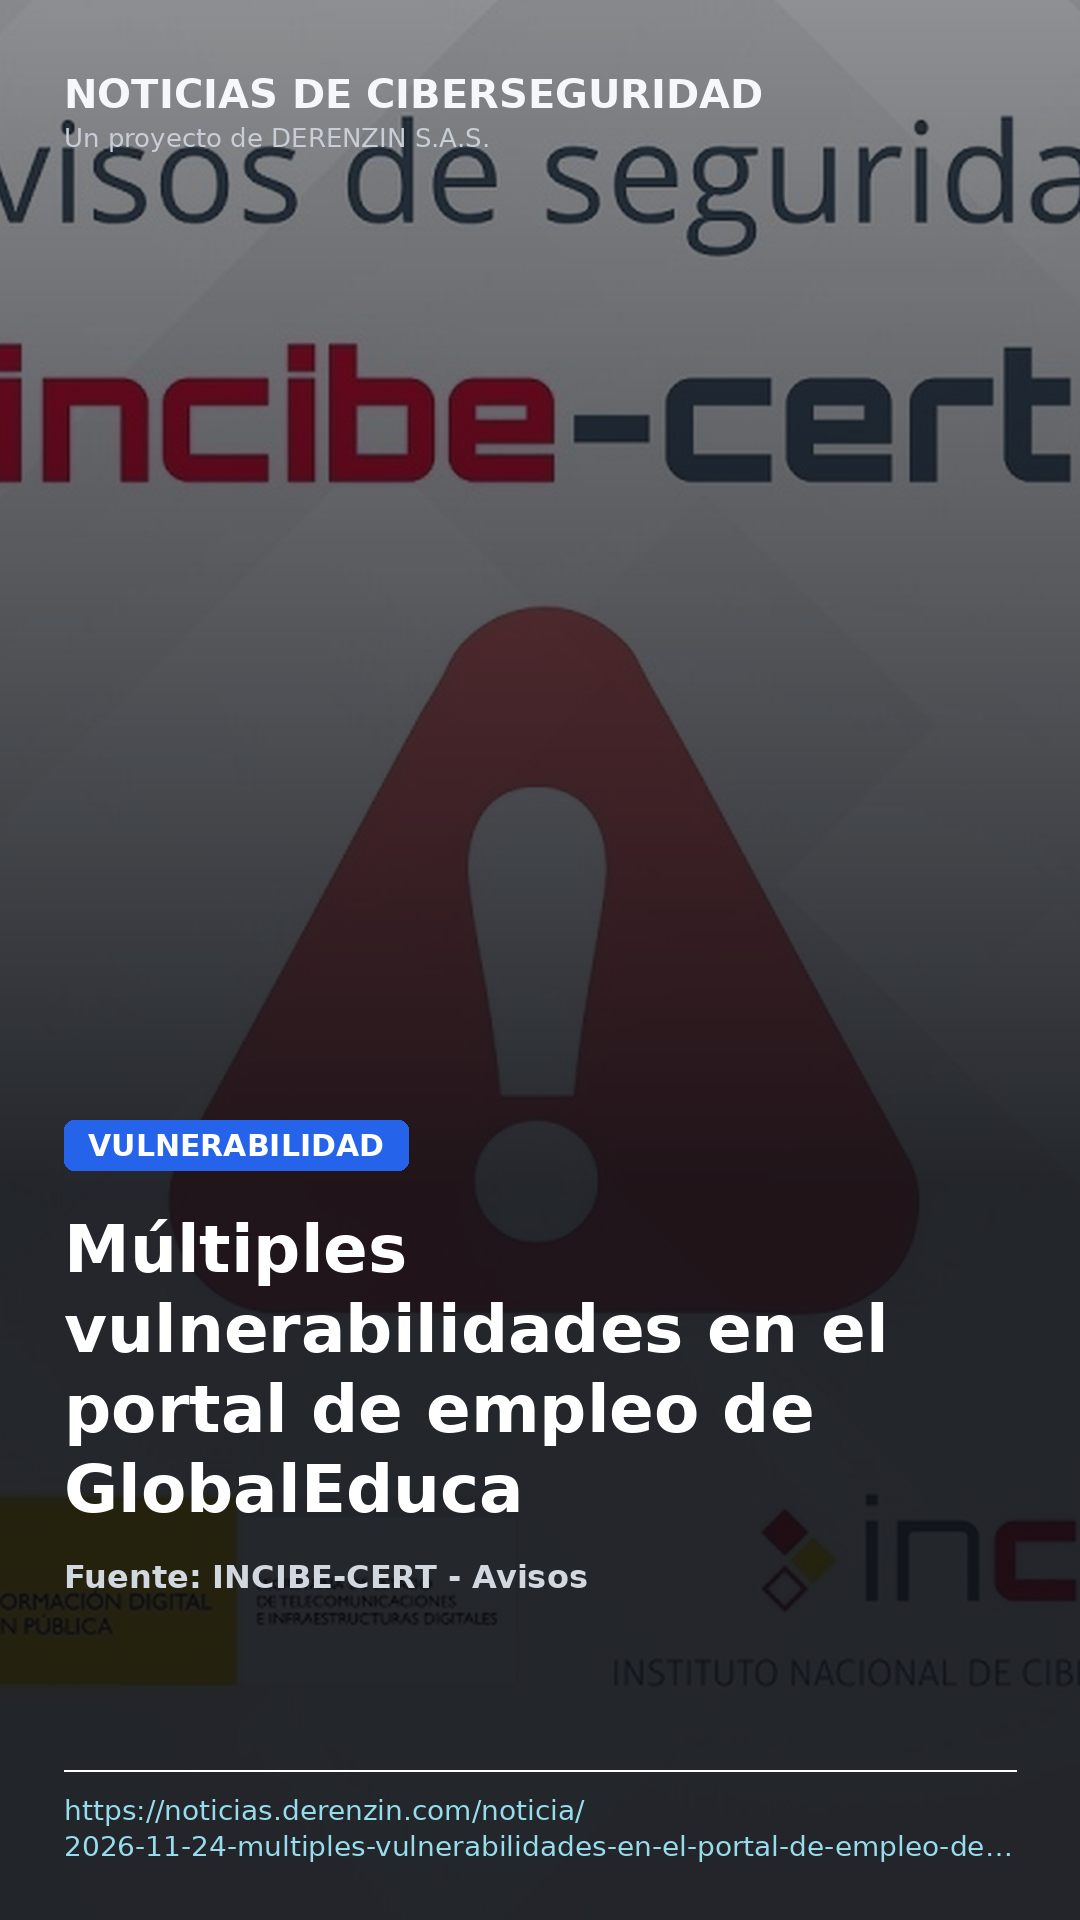 NOTICIAS DE CIBERSEGURIDAD
Un proyecto de DERENZIN S.A.S.
visos de segurida
incibe-cert
VULNERABILIDAD
Múltiples
vulnerabilidades en el
portal de empleo de
GlobalEduca
Fuente: INCIBE-CERT - Avisos
ORMACIÓN DIGITAL
N PÚBLICA
DE TELECOMUNICACIONES
E INFRAESTRUCTURAS DIGITALES
inc
INSTITUTO NACIONAL DE CIB
https://noticias.derenzin.com/noticia/
2026-11-24-multiples-vulnerabilidades-en-el-portal-de-empleo-de...